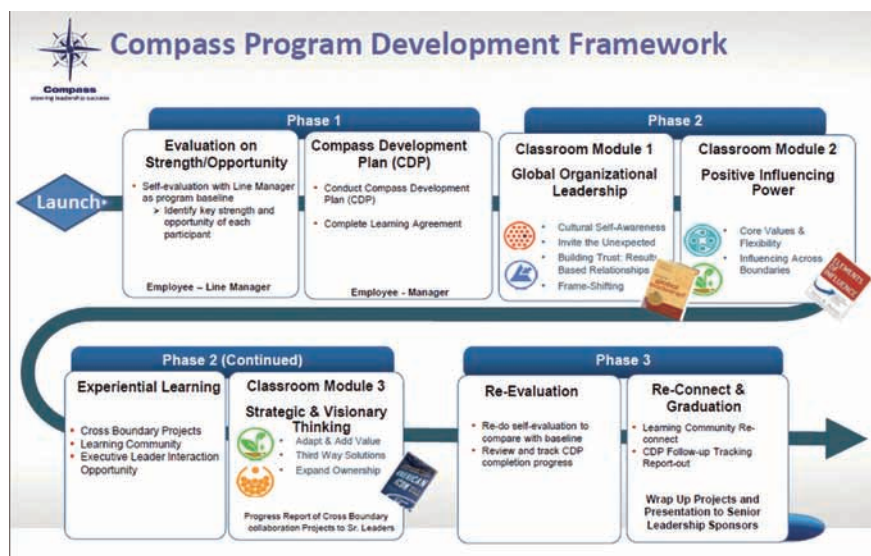 Compass Program Development Framework
Compass
steering leadership success
Phase 1
Phase 2
Launch
Evaluation on
Strength/Opportunity
• Self-evaluation with Line Manager
as program baseline
➤ Identify key strength and
opportunity of each
participant
Employee – Line Manager
Compass Development
Plan (CDP)
• Conduct Compass Development
Plan (CDP)
• Complete Learning Agreement
Employee - Manager
Classroom Module 1
Global Organizational
Leadership
• Cultural Self-Awareness
• Invite the Unexpected
• Building Trust: Results
Based Relationships
• Frame-Shifting
Classroom Module 2
Positive Influencing
Power
• Core Values &
Flexibility
• Influencing Across
Boundaries
ELEMENTS
OF
INFLUENCE
Phase 2 (Continued)
Phase 3
Experiential Learning
• Cross Boundary Projects
• Learning Community
• Executive Leader Interaction
Opportunity
Classroom Module 3
Strategic & Visionary
Thinking
• Adapt & Add Value
• Third Way Solutions
• Expand Ownership
AMERICAN
ICON
Progress Report of Cross Boundary
collaboration Projects to Sr. Leaders
Re-Evaluation
• Re-do self-evaluation to
compare with baseline
• Review and track CDP
completion progress
Re-Connect &
Graduation
• Learning Community Re-
connect
• CDP Follow-up Tracking
Report-out
Wrap Up Projects and
Presentation to Senior
Leadership Sponsors